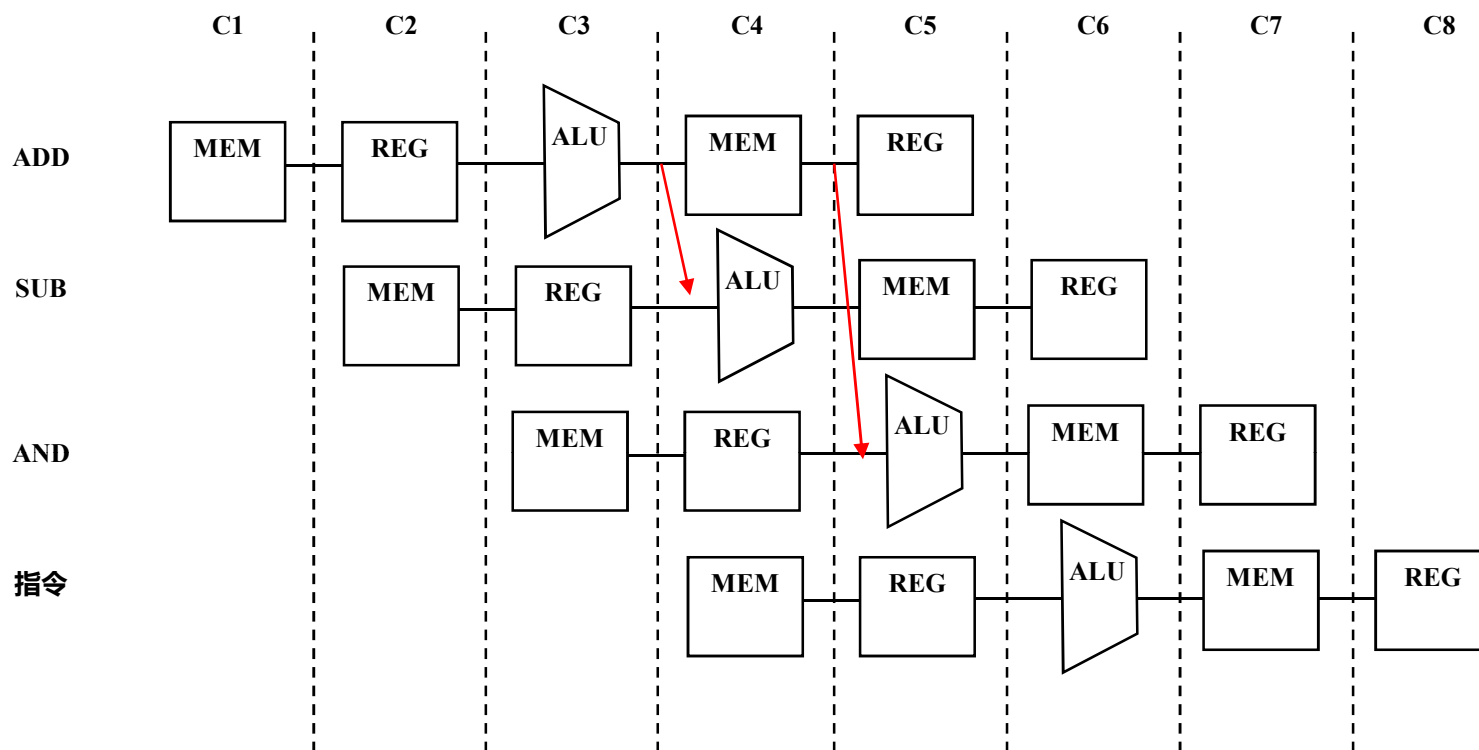 C1 C2 C3 C4 C5 C6 C7 C8
ADD MEM REG ALU MEM REG
SUB MEM REG ALU MEM REG
AND MEM REG ALU MEM REG
指令 MEM REG ALU MEM REG